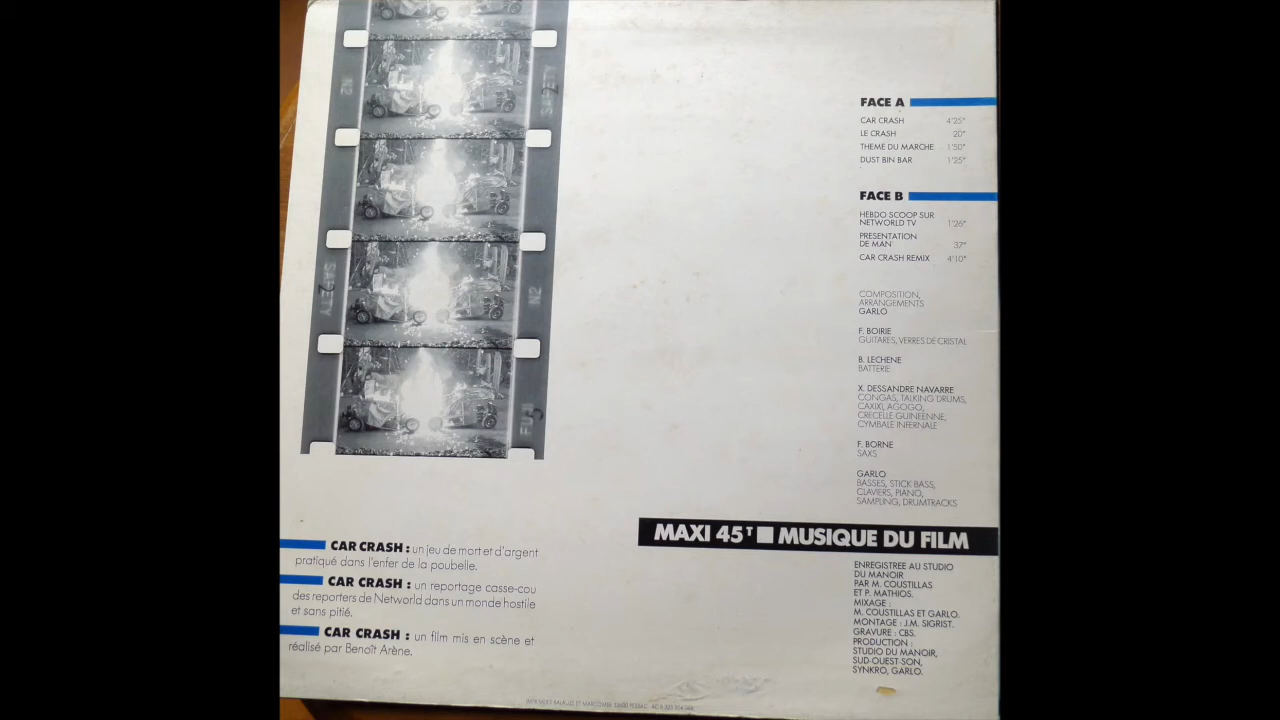 N2
SAFETY
SAFETY
N2
FUJ
FACE A
CAR CRASH 4'25"
LE CRASH 20"
THEME DU MARCHE 1'50"
DUST BIN BAR 1'25"
FACE B
HEBDO SCOOP SUR
NETWORLD TV 1'26"
PRESENTATION
DE MAN 37"
CAR CRASH REMIX 4'10"
COMPOSITION,
ARRANGEMENTS
GARLO
F. BOIRIE
GUITARES, VERRES DE CRISTAL
B. LECHENE
BATTERIE
X. DESSANDRE NAVARRE
CONGAS, TALKING DRUMS,
CAXIXI, AGOGO,
CRECELLE GUINEENNE,
CYMBALE INFERNALE
F. BORNE
SAXS
GARLO
BASSES, STICK BASS,
CLAVIERS, PIANO,
SAMPLING, DRUMTRACKS
MAXI 45T MUSIQUE DU FILM
CAR CRASH : un jeu de mort et d'argent
pratiqué dans l'enfer de la poubelle.
CAR CRASH : un reportage casse-cou
des reporters de Networld dans un monde hostile
et sans pitié.
CAR CRASH : un film mis en scène et
réalisé par Benoît Arène.
ENREGISTREE AU STUDIO
DU MANOIR
PAR M. COUSTILLAS
ET P. MATHIOS.
MIXAGE :
M. COUSTILLAS ET GARLO.
MONTAGE : J.M. SIGRIST.
GRAVURE : CBS.
PRODUCTION :
STUDIO DU MANOIR,
SUD-OUEST-SON,
SYNKRO, GARLO.